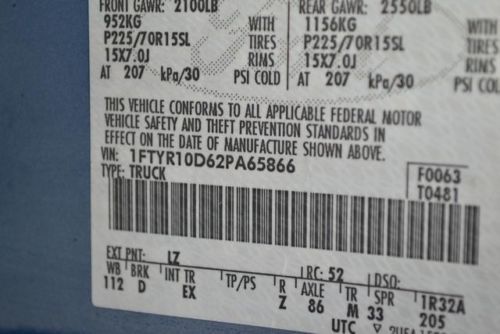 FRONT GAWR: 2100LB REAR GAWR: 2550LB
952KG WITH 1156KG WITH
P225/70R15SL TIRES P225/70R15SL TIRES
15X7.0J RIMS 15X7.0J RIMS
AT 207 kPa/30 PSI COLD AT 207 kPa/30 PSI COLD
THIS VEHICLE CONFORMS TO ALL APPLICABLE FEDERAL MOTOR
VEHICLE SAFETY AND THEFT PREVENTION STANDARDS IN
EFFECT ON THE DATE OF MANUFACTURE SHOWN ABOVE.
VIN: 1FTYR10D62PA65866
TYPE: TRUCK F0063
T0481
EXT PNT: LZ RC: 52 DSO:
WB BRK INT TR TP/PS R AXLE TR SPR 1R32A
112 D EX Z 86 M 33 205
UTC